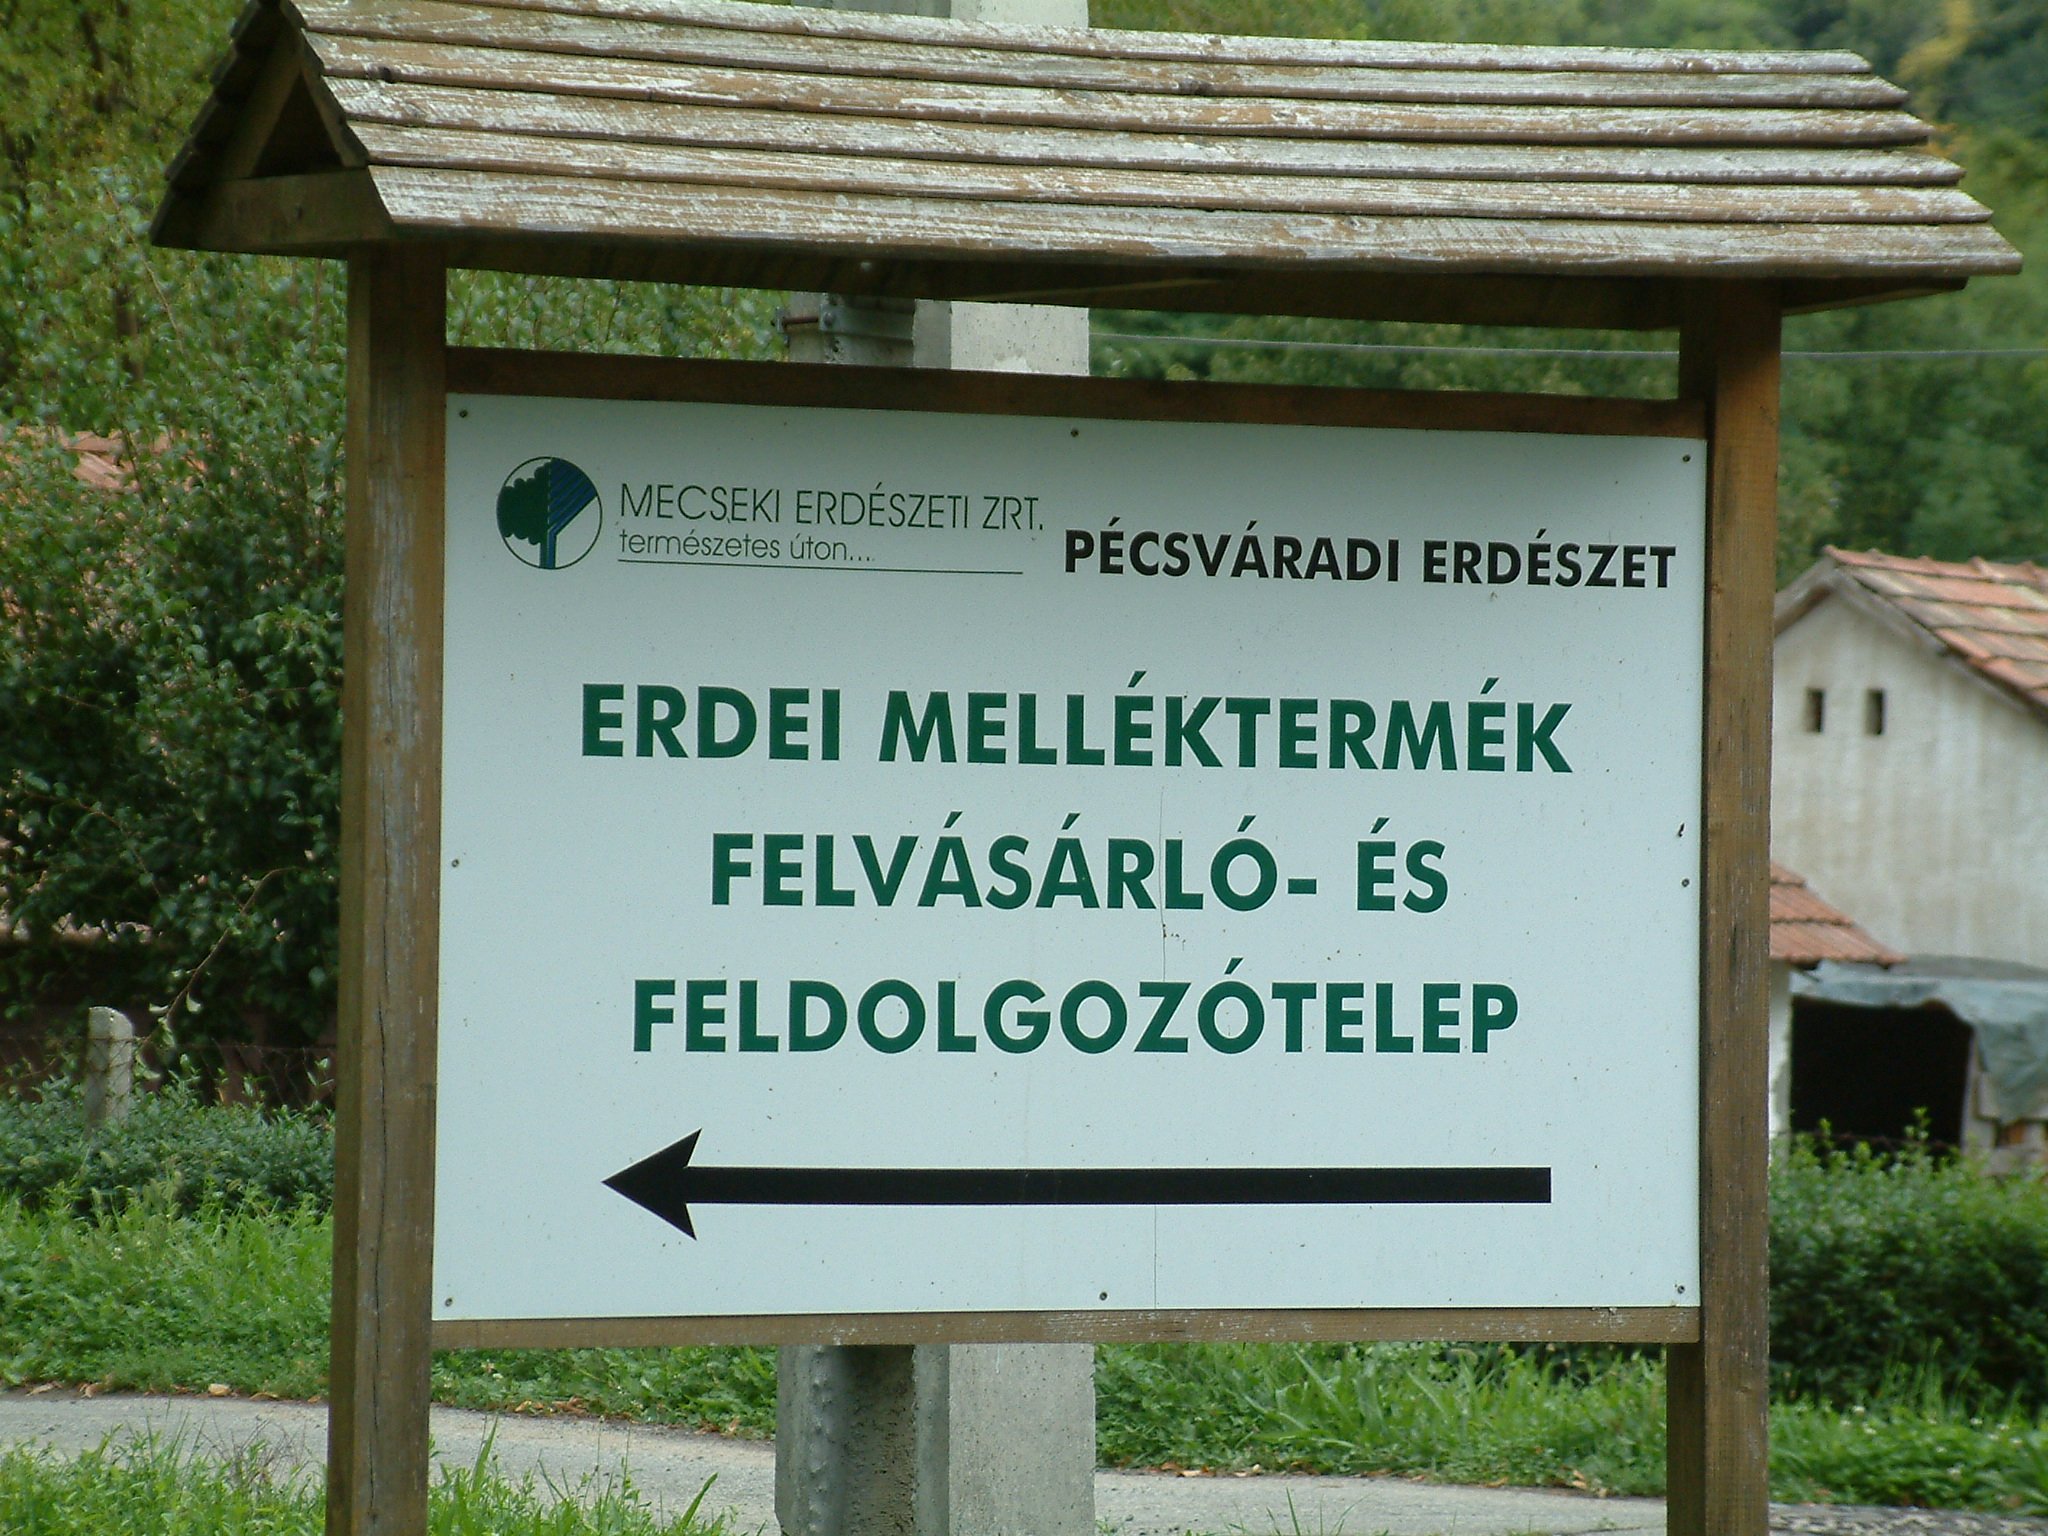 MECSEKI ERDÉSZETI ZRT.
természetes úton...
PÉCSVÁRADI ERDÉSZET
ERDEI MELLÉKTERMÉK
FELVÁSÁRLÓ- ÉS
FELDOLGOZÓTELEP